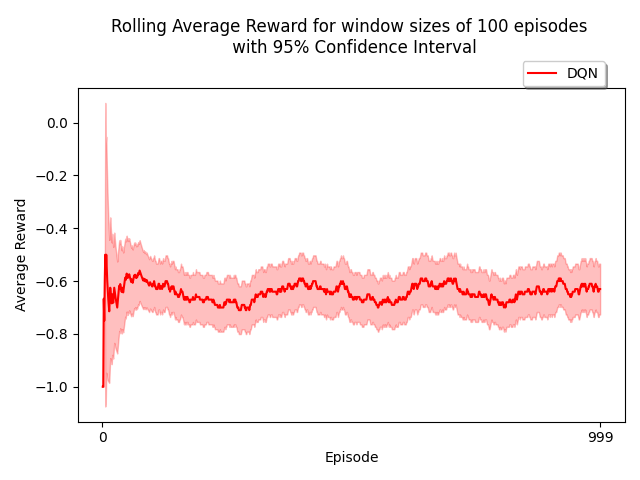 Rolling Average Reward for window sizes of 100 episodes
with 95% Confidence Interval
DQN
Average Reward
0.0
−0.2
−0.4
−0.6
−0.8
−1.0
0
999
Episode